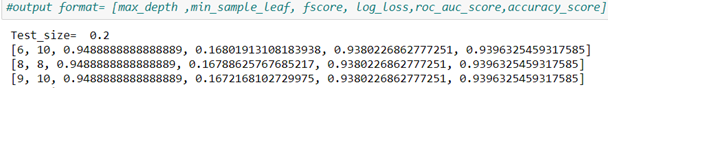 #output format= [max_depth ,min_sample_leaf, fscore, log_loss,roc_auc_score,accuracy_score]
Test_size=  0.2
[6, 10, 0.9488888888888889, 0.16801913108183938, 0.9380226862777251, 0.9396325459317585]
[8, 8, 0.9488888888888889, 0.16788625767685217, 0.9380226862777251, 0.9396325459317585]
[9, 10, 0.9488888888888889, 0.1672168102729975, 0.9380226862777251, 0.9396325459317585]